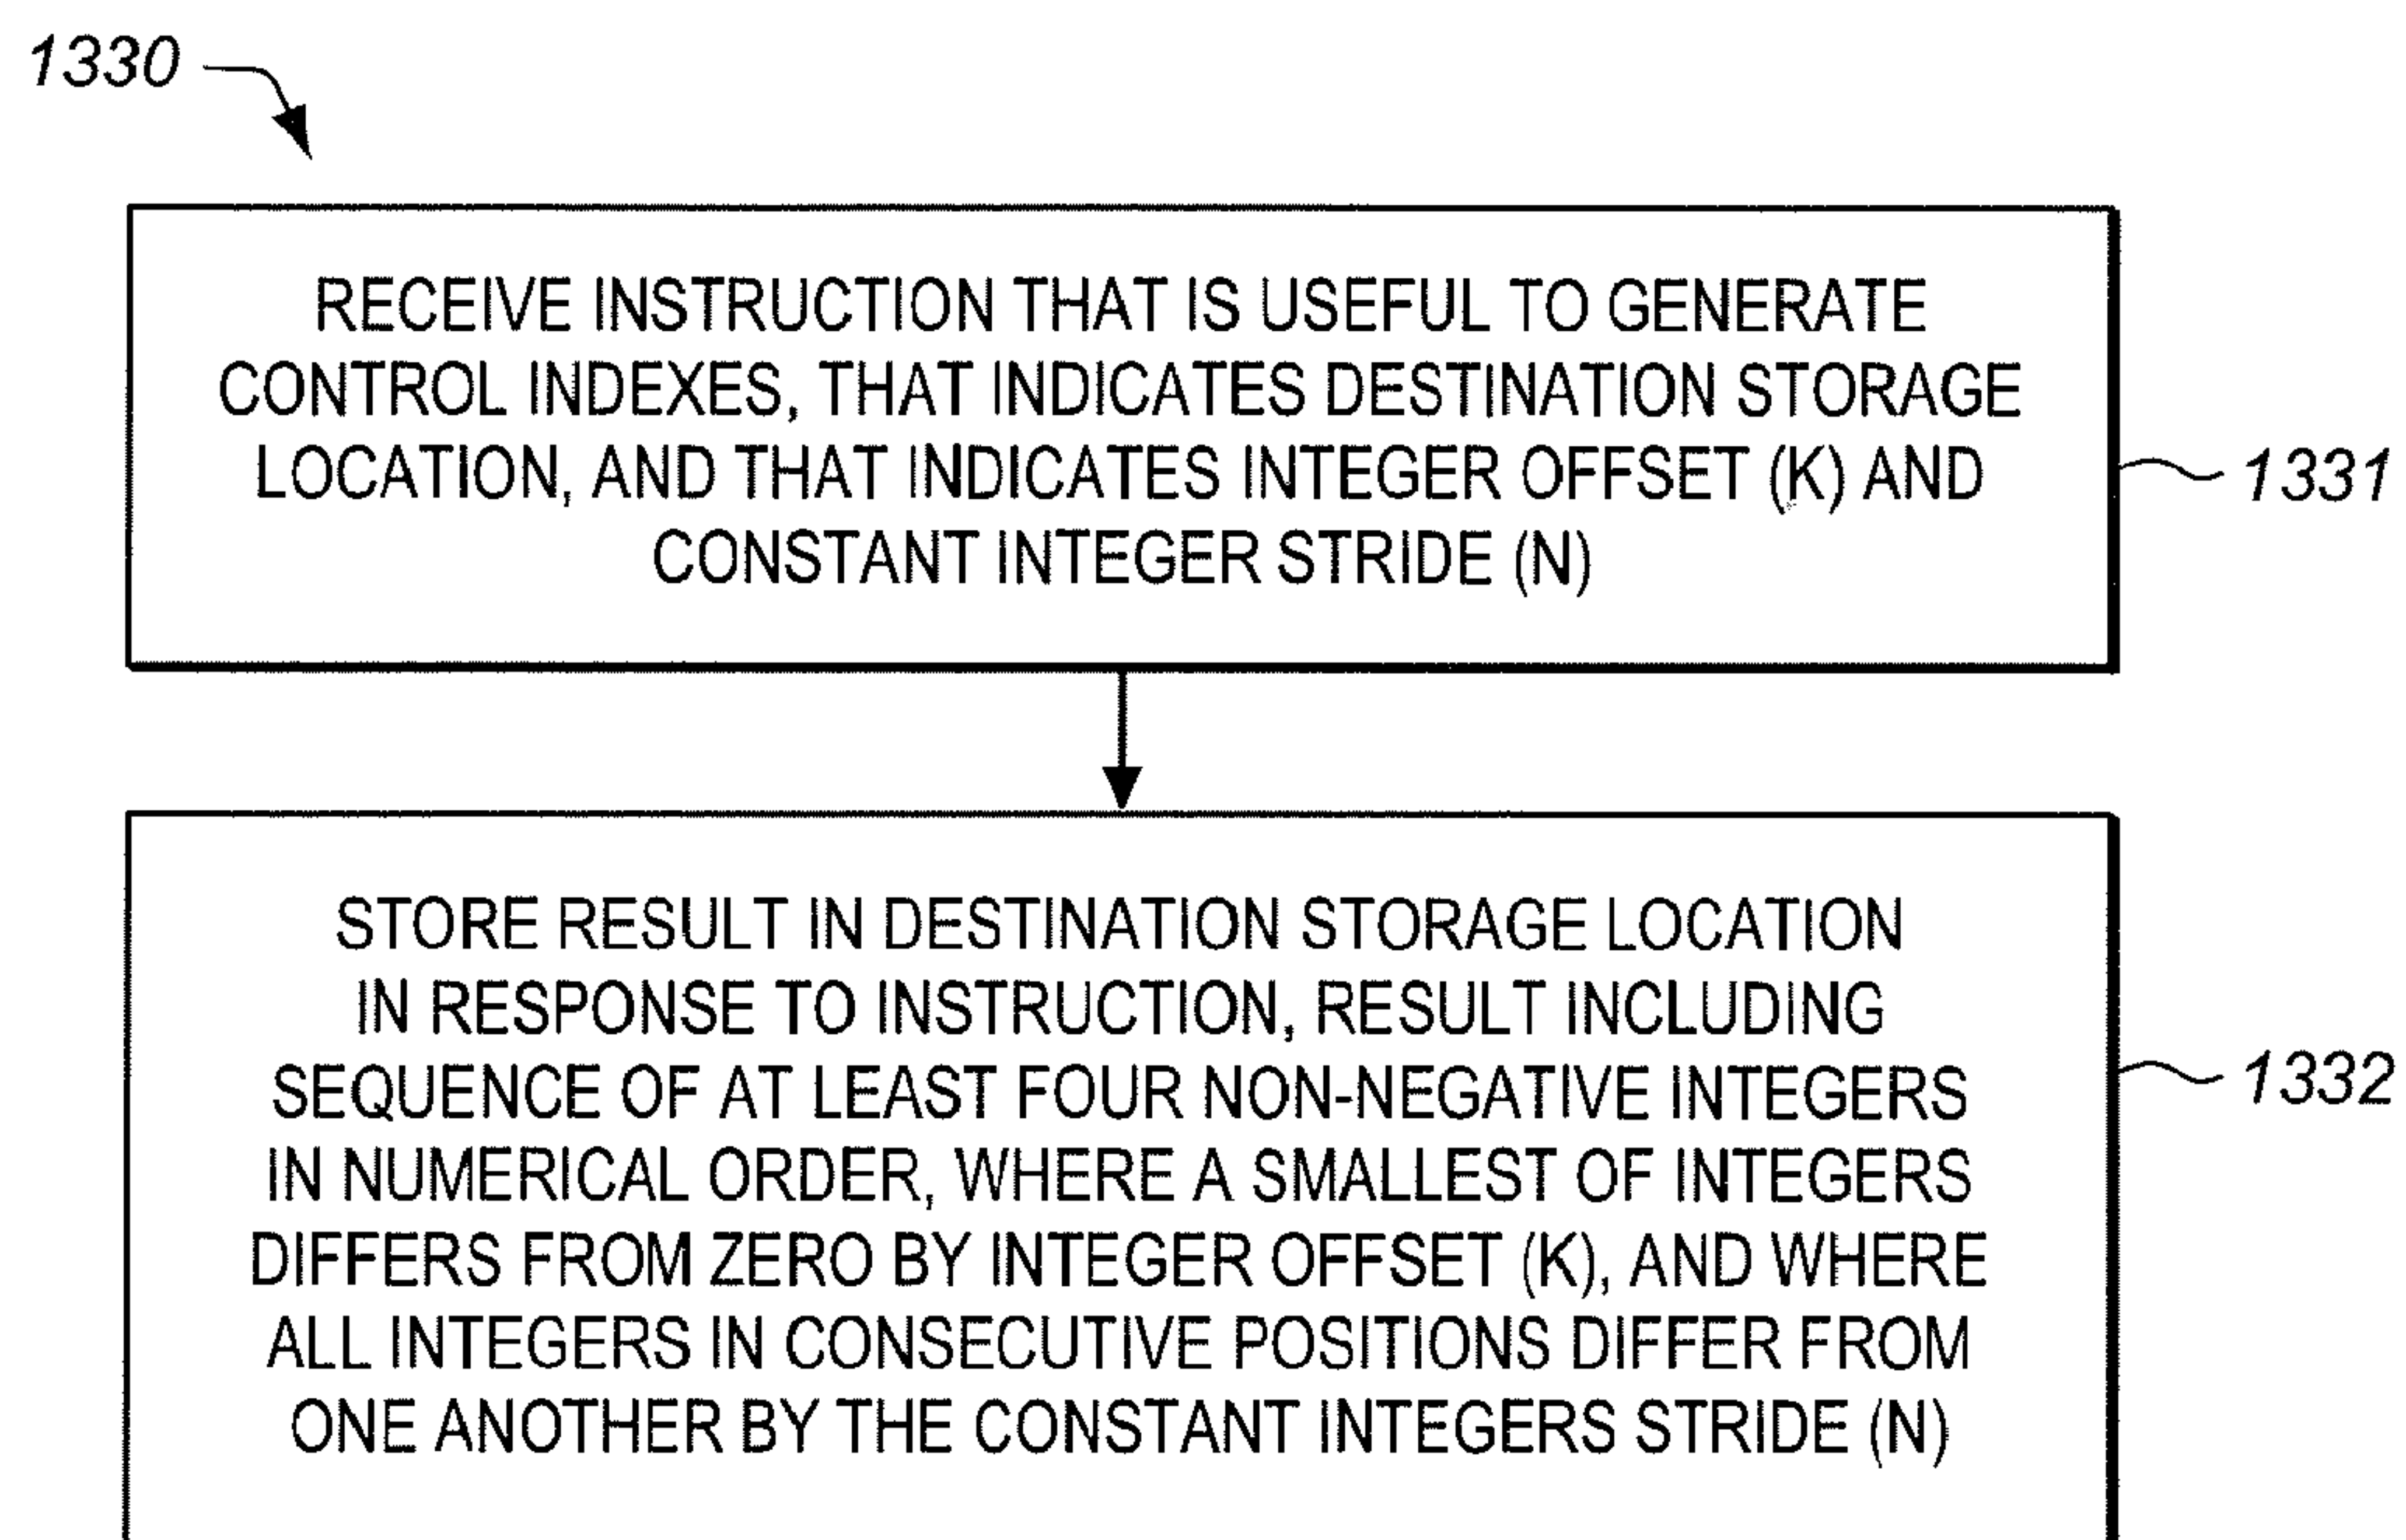 1330
RECEIVE INSTRUCTION THAT IS USEFUL TO GENERATE
CONTROL INDEXES, THAT INDICATES DESTINATION STORAGE
LOCATION, AND THAT INDICATES INTEGER OFFSET (K) AND
CONSTANT INTEGER STRIDE (N)
1331
STORE RESULT IN DESTINATION STORAGE LOCATION
IN RESPONSE TO INSTRUCTION, RESULT INCLUDING
SEQUENCE OF AT LEAST FOUR NON-NEGATIVE INTEGERS
IN NUMERICAL ORDER, WHERE A SMALLEST OF INTEGERS
DIFFERS FROM ZERO BY INTEGER OFFSET (K), AND WHERE
ALL INTEGERS IN CONSECUTIVE POSITIONS DIFFER FROM
ONE ANOTHER BY THE CONSTANT INTEGERS STRIDE (N)
1332